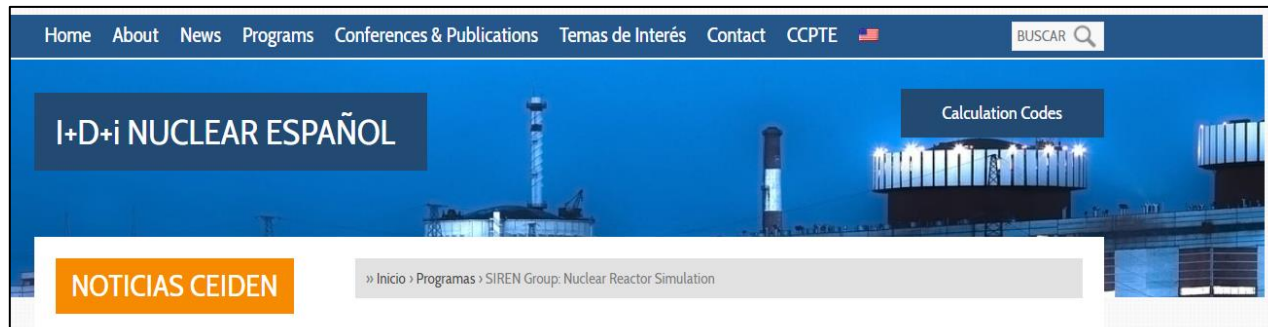 Home About News Programs Conferences & Publications Temas de Interés Contact CCPTE BUSCAR
Calculation Codes
I+D+i NUCLEAR ESPAÑOL
NOTICIAS CEIDEN
» Inicio › Programas › SIREN Group: Nuclear Reactor Simulation